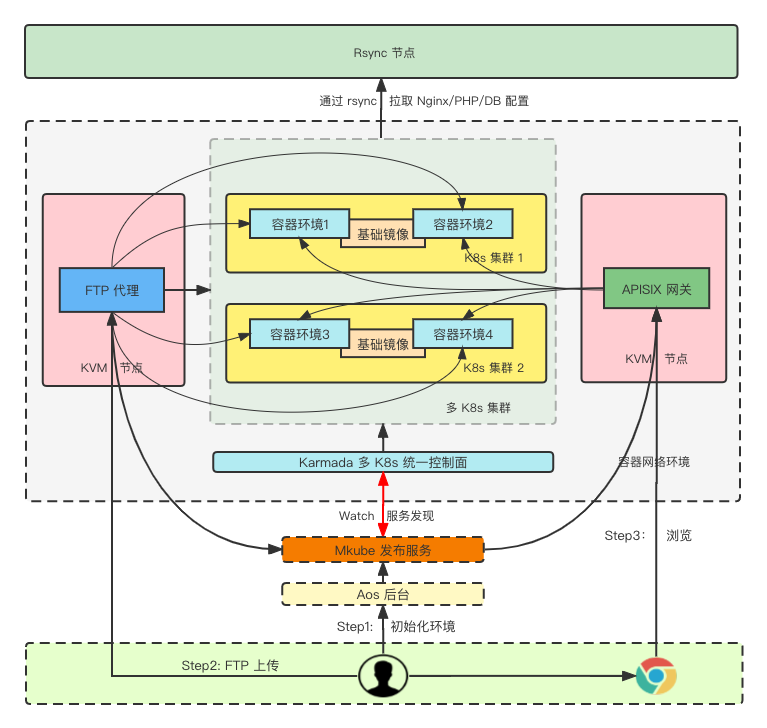 Rsync 节点
通过 rsync 拉取 Nginx/PHP/DB 配置
容器环境1
容器环境2
基础镜像
K8s 集群 1
FTP 代理
APISIX 网关
容器环境3
容器环境4
基础镜像
KVM 节点
K8s 集群 2
KVM 节点
多 K8s 集群
Karmada 多 K8s 统一控制面
容器网络环境
Watch 服务发现
Step3: 浏览
Mkube 发布服务
Aos 后台
Step1: 初始化环境
Step2: FTP 上传